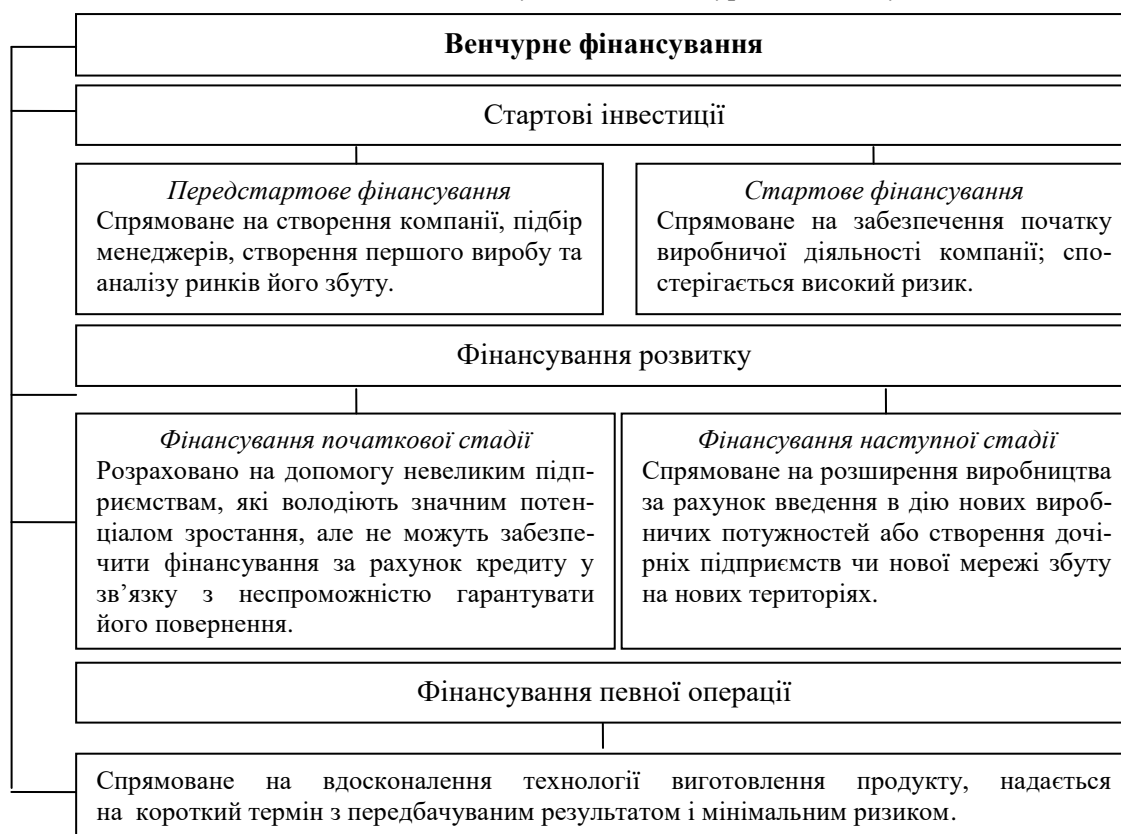 Венчурне фінансування
Стартові інвестиції
Передстартове фінансування
Спрямоване на створення компанії, підбір
менеджерів, створення першого виробу та
аналізу ринків його збуту.
Стартове фінансування
Спрямоване на забезпечення початку
виробничої діяльності компанії; спо-
стерігається високий ризик.
Фінансування розвитку
Фінансування початкової стадії
Розраховано на допомогу невеликим підп-
риємствам, які володіють значним потен-
ціалом зростання, але не можуть забезпе-
чити фінансування за рахунок кредиту у
зв’язку з неспроможністю гарантувати
його повернення.
Фінансування наступної стадії
Спрямоване на розширення виробництва
за рахунок введення в дію нових вироб-
ничих потужностей або створення дочі-
рніх підприємств чи нової мережі збуту
на нових територіях.
Фінансування певної операції
Спрямоване на вдосконалення технології виготовлення продукту, надається
на короткий термін з передбачуваним результатом і мінімальним ризиком.